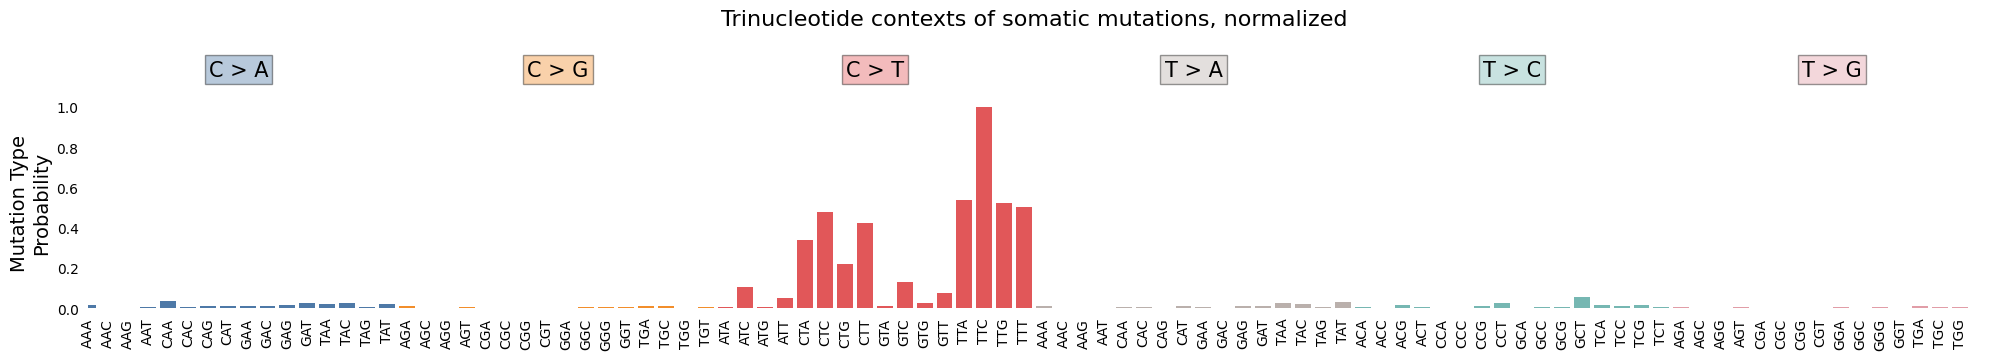 Trinucleotide contexts of somatic mutations, normalized
C > A C > G C > T T > A T > C T > G
Mutation Type
Probability
1.0
0.8
0.6
0.4
0.2
0.0
AAA AAC AAG AAT CAA CAC CAG CAT GAA GAC GAG GAT TAA TAC TAG TAT AGA AGC AGG AGT CGA CGC CGG CGT GGA GGC GGG GGT TGA TGC TGG TGT ATA ATC ATG ATT CTA CTC CTG CTT GTA GTC GTG GTT TTA TTC TTG TTT AAA AAC AAG AAT CAA CAC CAG CAT GAA GAC GAG GAT TAA TAC TAG TAT ACA ACC ACG ACT CCA CCC CCG CCT GCA GCC GCG GCT TCA TCC TCG TCT AGA AGC AGG AGT CGA CGC CGG CGT GGA GGC GGG GGT TGA TGC TGG